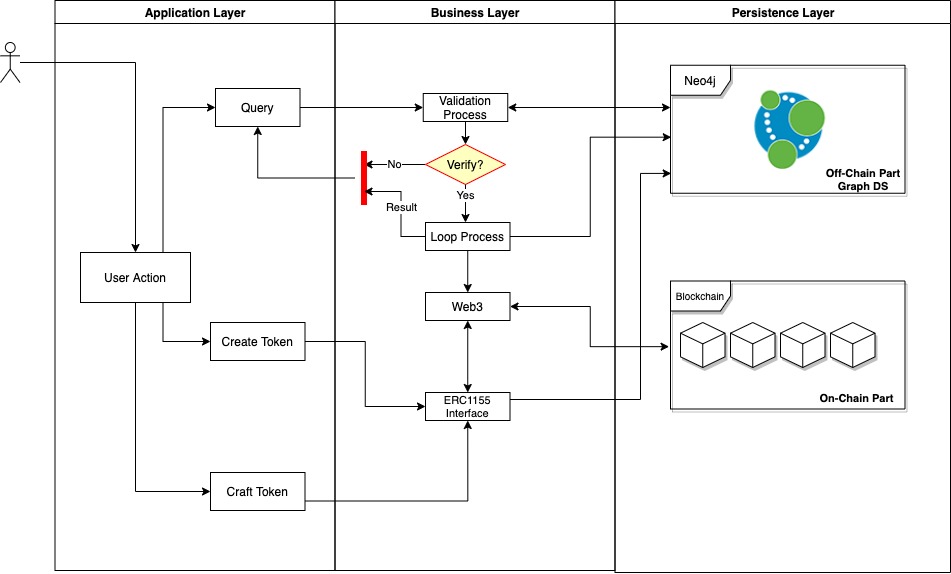 Application Layer
Business Layer
Persistence Layer
Query
Validation
Process
Neo4j
Off-Chain Part
Graph DS
No
Verify?
Yes
Result
Loop Process
User Action
Web3
Blockchain
Create Token
ERC1155
Interface
On-Chain Part
Craft Token